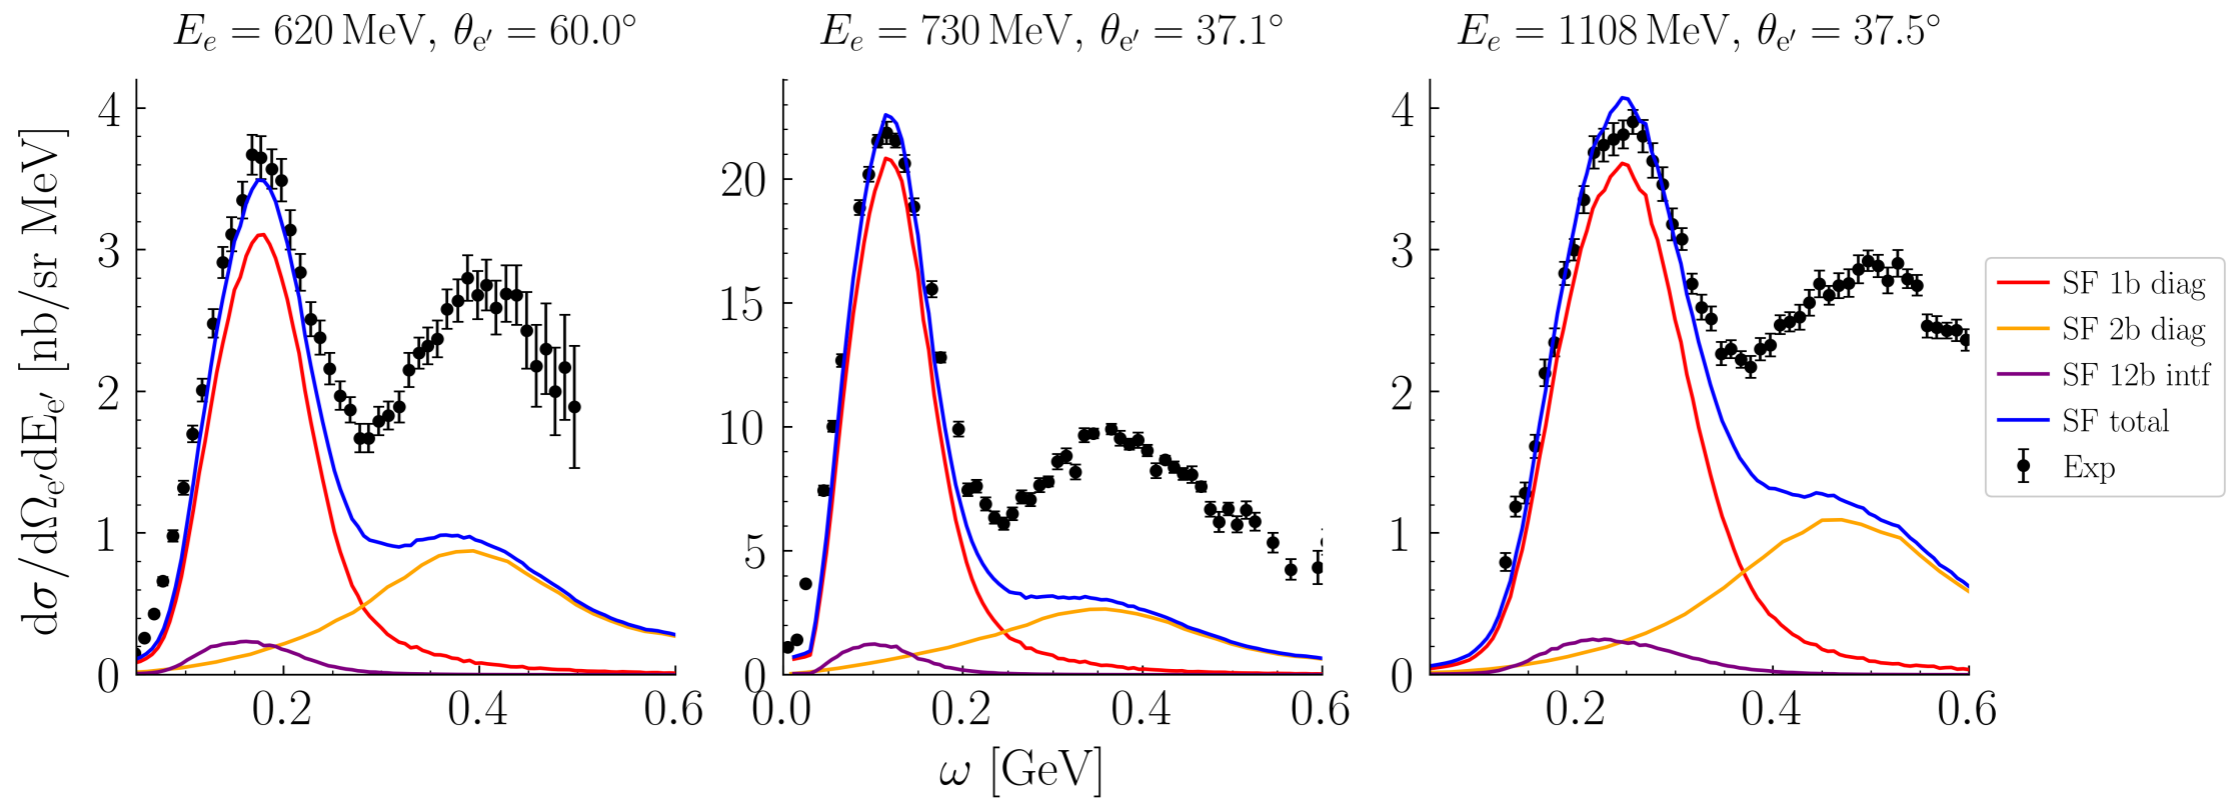 E_e = 620 MeV, θ_e′ = 60.0°
E_e = 730 MeV, θ_e′ = 37.1°
E_e = 1108 MeV, θ_e′ = 37.5°
dσ/dΩ_e′dE_e′ [nb/sr MeV]
4
3
2
1
0
0.2
0.4
0.6
20
15
10
5
0
0.0
0.2
0.4
0.6
4
3
2
1
0
0.2
0.4
0.6
ω [GeV]
SF 1b diag
SF 2b diag
SF 12b intf
SF total
Exp